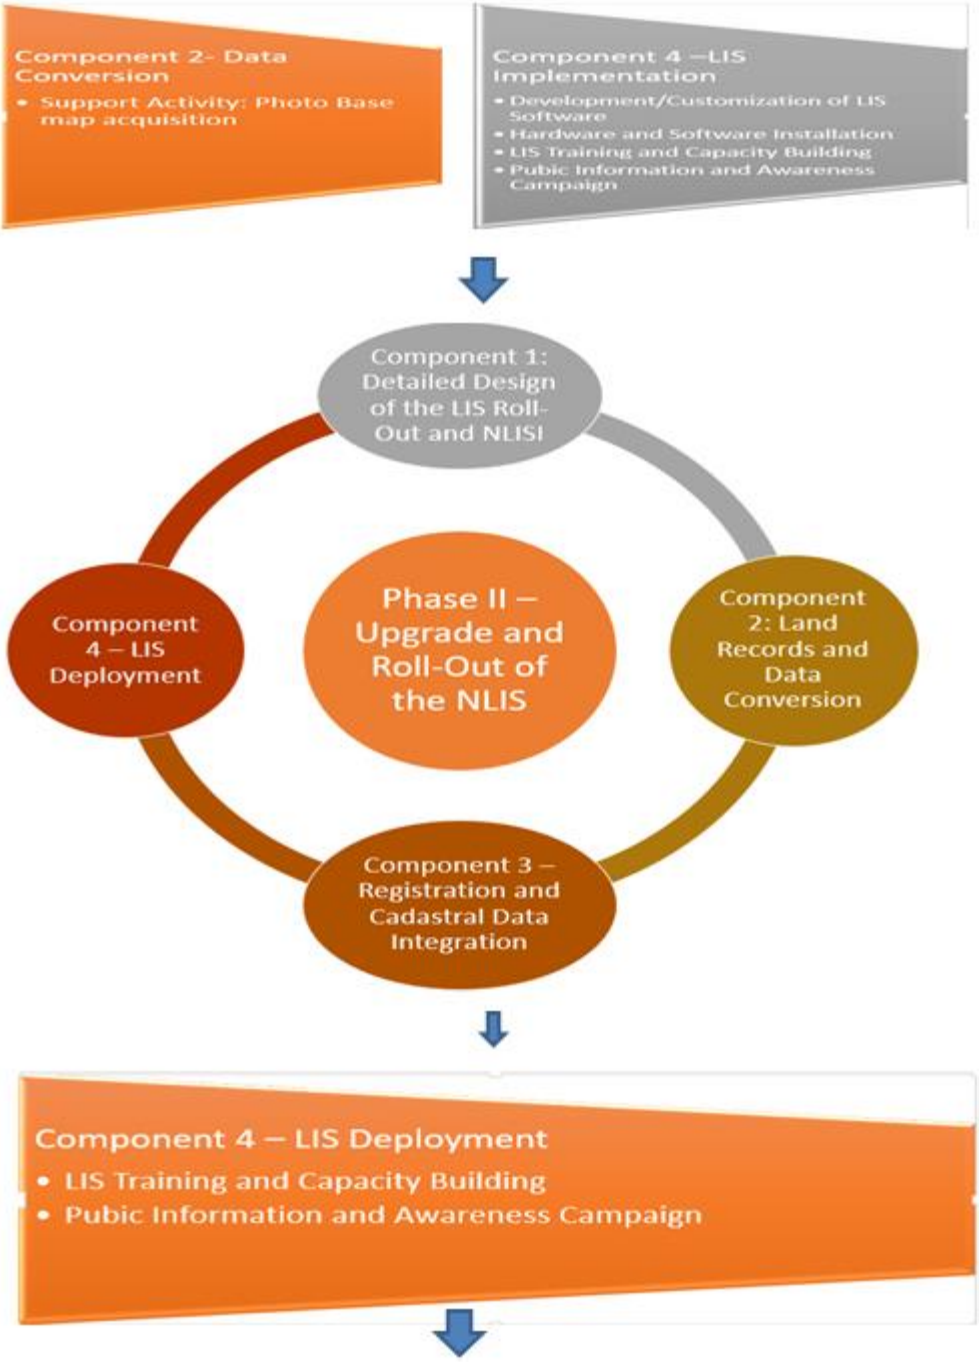 Component 2- Data
Conversion
• Support Activity: Photo Base
map acquisition
Component 4 –LIS
Implementation
• Development/Customization of LIS
Software
• Hardware and Software Installation
• LIS Training and Capacity Building
• Pubic Information and Awareness
Campaign
Component 1:
Detailed Design
of the LIS Roll-
Out and NLISI
Component
4 – LIS
Deployment
Phase II –
Upgrade and
Roll-Out of
the NLIS
Component
2: Land
Records and
Data
Conversion
Component 3 –
Registration and
Cadastral Data
Integration
Component 4 – LIS Deployment
• LIS Training and Capacity Building
• Pubic Information and Awareness Campaign